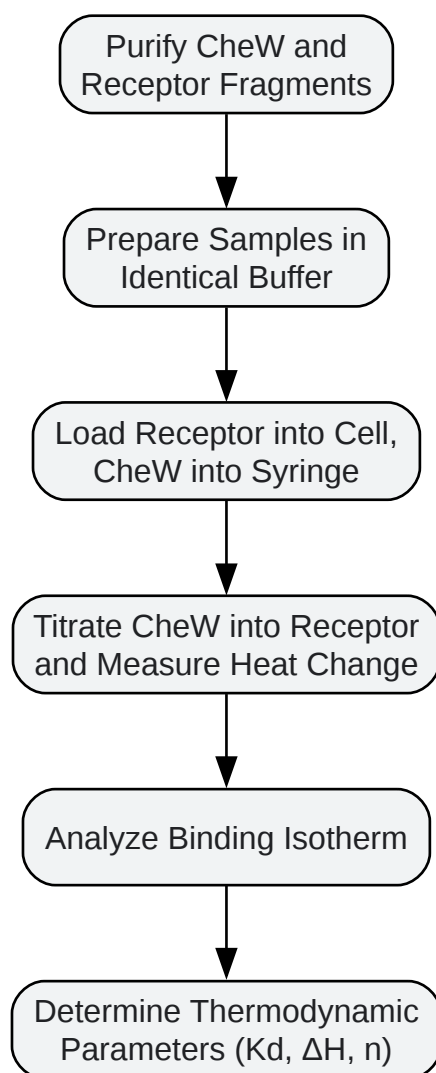 Purify CheW and
Receptor Fragments
Prepare Samples in
Identical Buffer
Load Receptor into Cell,
CheW into Syringe
Titrate CheW into Receptor
and Measure Heat Change
Analyze Binding Isotherm
Determine Thermodynamic
Parameters (Kd, ΔH, n)